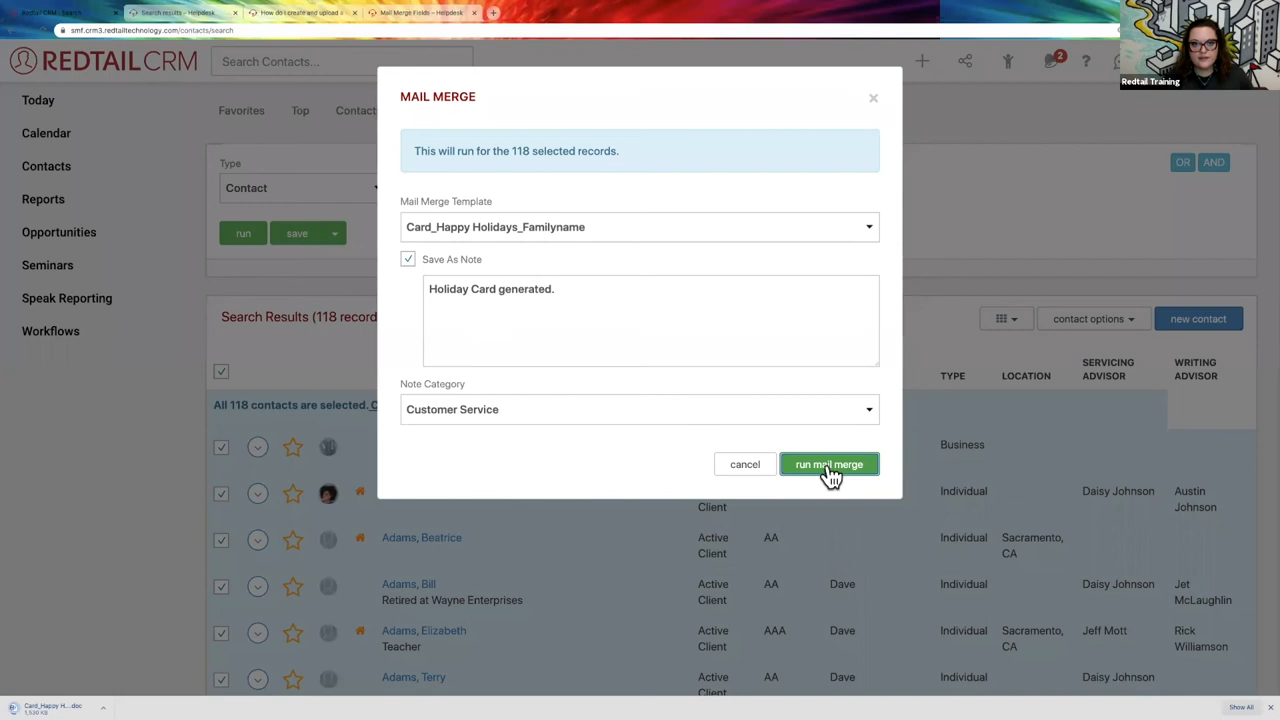 Redtail CRM - Search
Search results – Helpdesk
How do I create and upload a
Mail Merge Fields – Helpdesk
smf.crm3.redtailtechnology.com/contacts/search
REDTAIL CRM
Search Contacts...
2
?
Redtail Training
Today
Calendar
Contacts
Reports
Opportunities
Seminars
Speak Reporting
Workflows
Favorites
Top
Contact
Type
Contact
OR
AND
run
save
MAIL MERGE
×
This will run for the 118 selected records.
Mail Merge Template
Card_Happy Holidays_Familyname
Save As Note
Holiday Card generated.
Note Category
Customer Service
cancel
run mail merge
Search Results (118 record
contact options
new contact
TYPE
LOCATION
SERVICING ADVISOR
WRITING ADVISOR
All 118 contacts are selected. C
Business
Client
Individual
Daisy Johnson
Austin Johnson
Adams, Beatrice
Active Client
AA
Individual
Sacramento, CA
Adams, Bill
Retired at Wayne Enterprises
Active Client
AA
Dave
Individual
Daisy Johnson
Jet McLaughlin
Adams, Elizabeth
Teacher
Active Client
AAA
Dave
Individual
Sacramento, CA
Jeff Mott
Rick Williamson
Adams, Terry
Active Client
AA
Dave
Individual
Daisy Johnson
Rick
Card_Happy H....doc
1,530 KB
Show All